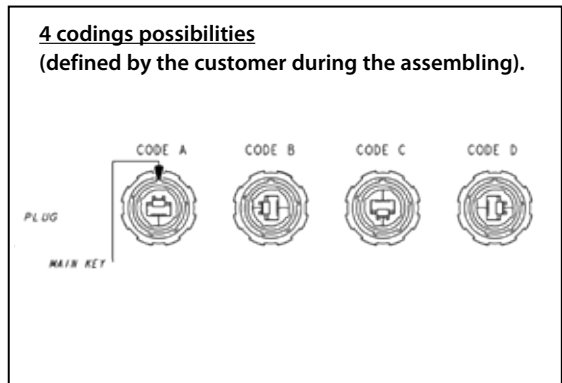 4 codings possibilities
(defined by the customer during the assembling).
CODE A CODE B CODE C CODE D
PLUG
MAIN KEY